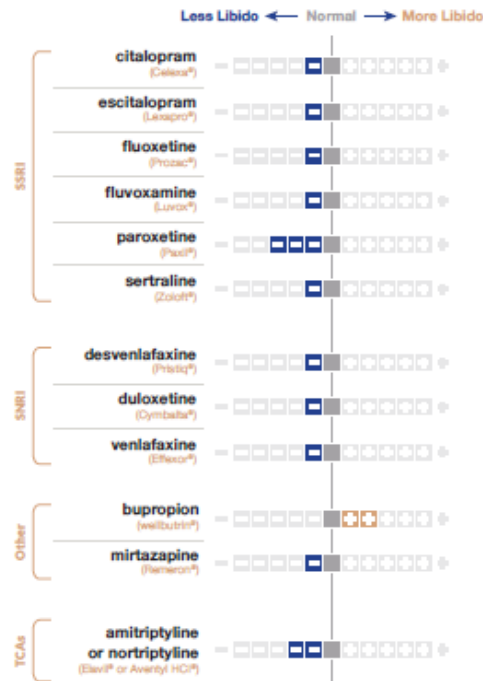 Less Libido ← Normal → More Libido
SSRI
citalopram
(Celexa®)
escitalopram
(Lexapro®)
fluoxetine
(Prozac®)
fluvoxamine
(Luvox®)
paroxetine
(Paxil®)
sertraline
(Zoloft®)
SNRI
desvenlafaxine
(Pristiq®)
duloxetine
(Cymbalta®)
venlafaxine
(Effexor®)
Other
bupropion
(wellbutrin®)
mirtazapine
(Remeron®)
TCAs
amitriptyline
or nortriptyline
(Elavil® or Aventyl HCl®)